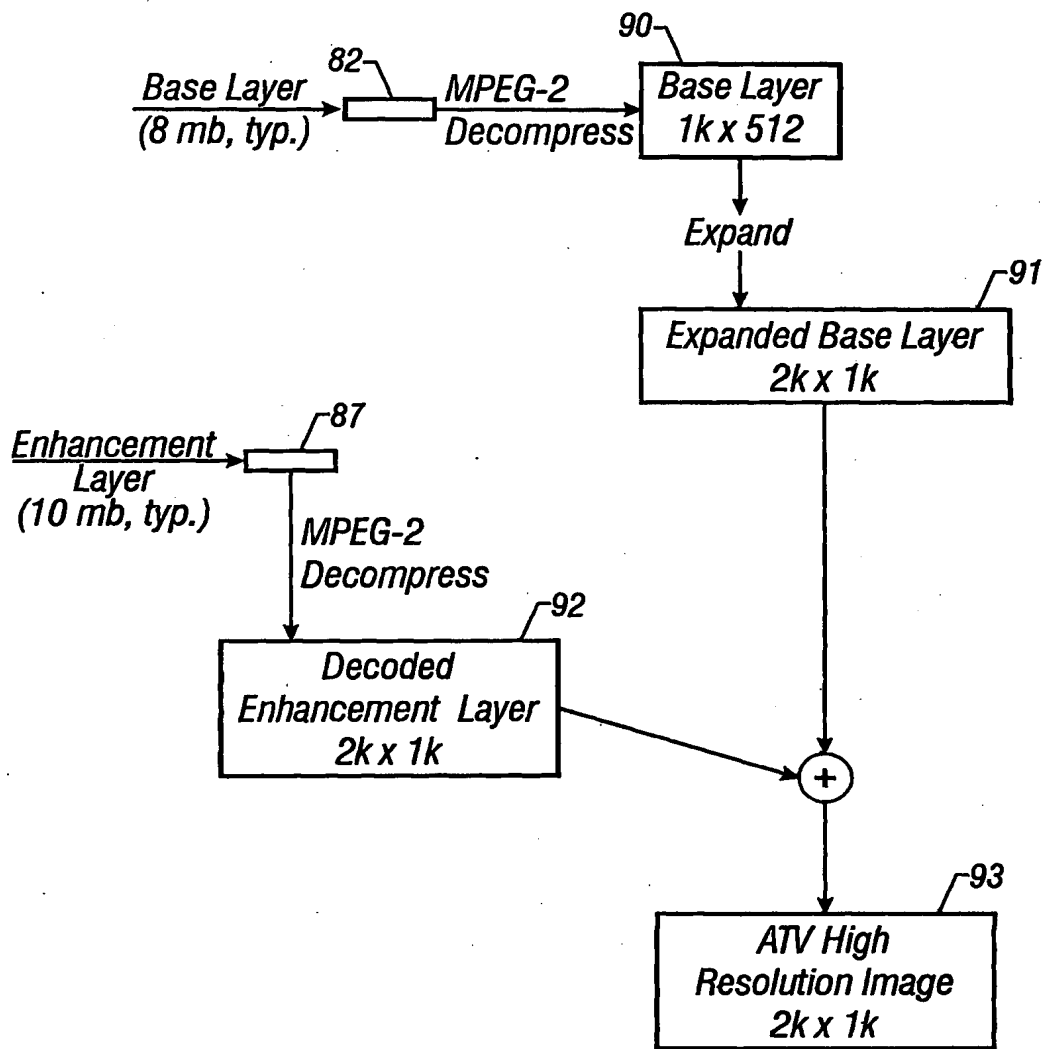 90
82
Base Layer
(8 mb, typ.)
MPEG-2
Decompress
Base Layer
1k x 512
Expand
91
Expanded Base Layer
2k x 1k
87
Enhancement
Layer
(10 mb, typ.)
MPEG-2
Decompress
92
Decoded
Enhancement Layer
2k x 1k
+
93
ATV High
Resolution Image
2k x 1k